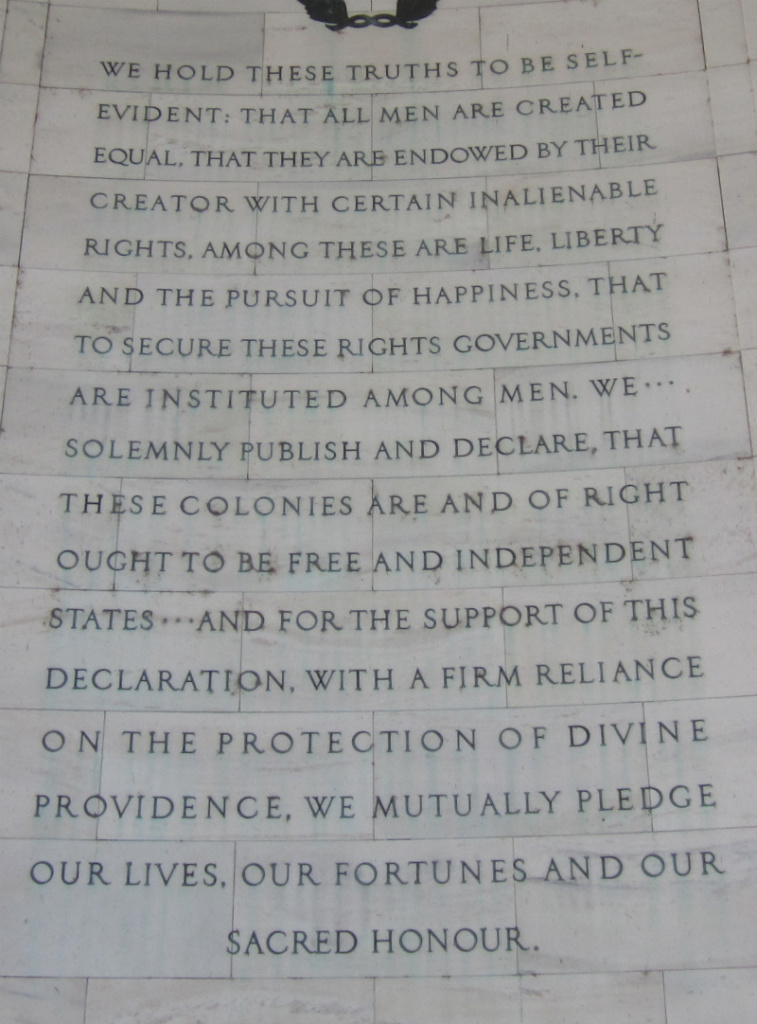 WE HOLD THESE TRUTHS TO BE SELF-
EVIDENT: THAT ALL MEN ARE CREATED
EQUAL, THAT THEY ARE ENDOWED BY THEIR
CREATOR WITH CERTAIN INALIENABLE
RIGHTS, AMONG THESE ARE LIFE, LIBERTY
AND THE PURSUIT OF HAPPINESS, THAT
TO SECURE THESE RIGHTS GOVERNMENTS
ARE INSTITUTED AMONG MEN. WE···
SOLEMNLY PUBLISH AND DECLARE, THAT
THESE COLONIES ARE AND OF RIGHT
OUGHT TO BE FREE AND INDEPENDENT
STATES···AND FOR THE SUPPORT OF THIS
DECLARATION, WITH A FIRM RELIANCE
ON THE PROTECTION OF DIVINE
PROVIDENCE, WE MUTUALLY PLEDGE
OUR LIVES, OUR FORTUNES AND OUR
SACRED HONOUR.